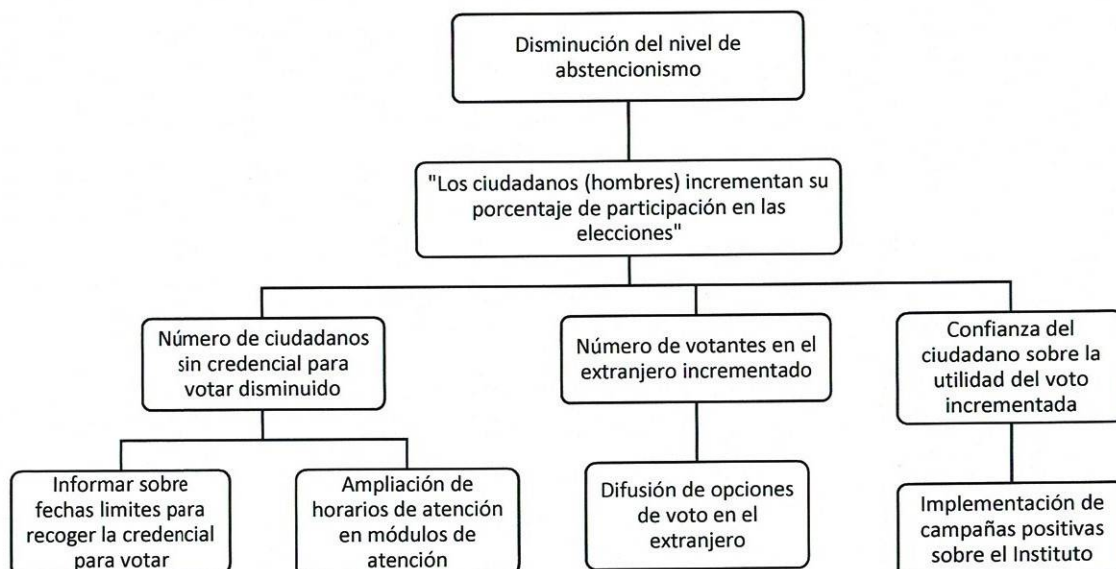 Disminución del nivel de
abstencionismo
"Los ciudadanos (hombres) incrementan su
porcentaje de participación en las
elecciones"
Número de ciudadanos
sin credencial para
votar disminuido
Número de votantes en el
extranjero incrementado
Confianza del
ciudadano sobre la
utilidad del voto
incrementada
Informar sobre
fechas limites para
recoger la credencial
para votar
Ampliación de
horarios de atención
en módulos de
atención
Difusión de opciones
de voto en el
extranjero
Implementación de
campañas positivas
sobre el Instituto